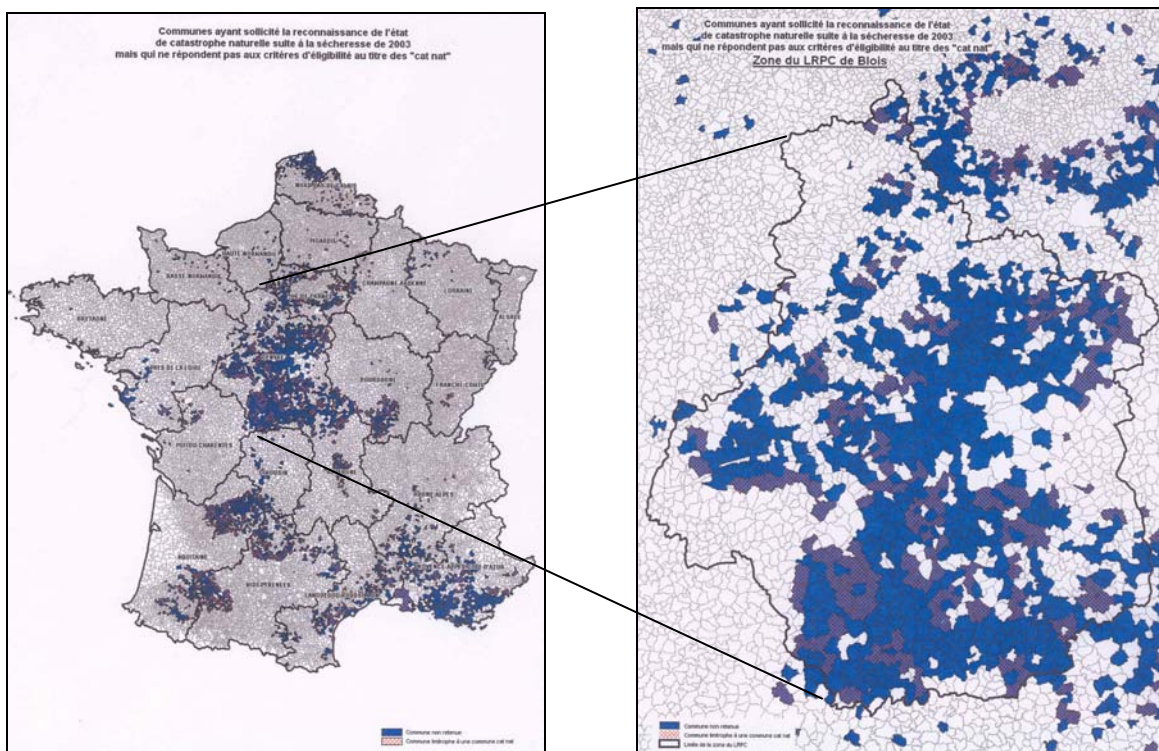 Communes ayant sollicité la reconnaissance de l'état
de catastrophe naturelle suite à la sécheresse de 2003
mais qui ne répondent pas aux critères d'éligibilité au titre des "cat nat"
PICARDIE
HAUTE NORMANDIE
BASSE NORMANDIE
CHAMPAGNE ARDENNE
LORRAINE
ALSACE
BRETAGNE
PAYS DE LA LOIRE
BOURGOGNE
FRANCHE COMTE
POITOU CHARENTES
LIMOUSIN
RHONE ALPES
AQUITAINE
MIDI PYRENEES
Commune non retenue
Commune limitrophe à une commune cat nat
Communes ayant sollicité la reconnaissance de l'état
de catastrophe naturelle suite à la sécheresse de 2003
mais qui ne répondent pas aux critères d'éligibilité au titre des "cat nat"
Zone du LRPC de Blois
Commune non retenue
Commune limitrophe à une commune cat nat
Limite de la zone du LRPC